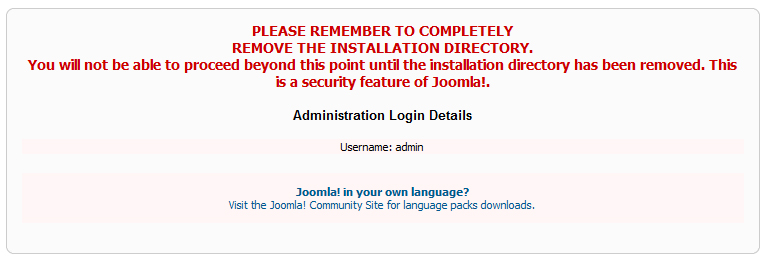 PLEASE REMEMBER TO COMPLETELY
REMOVE THE INSTALLATION DIRECTORY.
You will not be able to proceed beyond this point until the installation directory has been removed. This
is a security feature of Joomla!.
Administration Login Details
Username: admin
Joomla! in your own language?
Visit the Joomla! Community Site for language packs downloads.